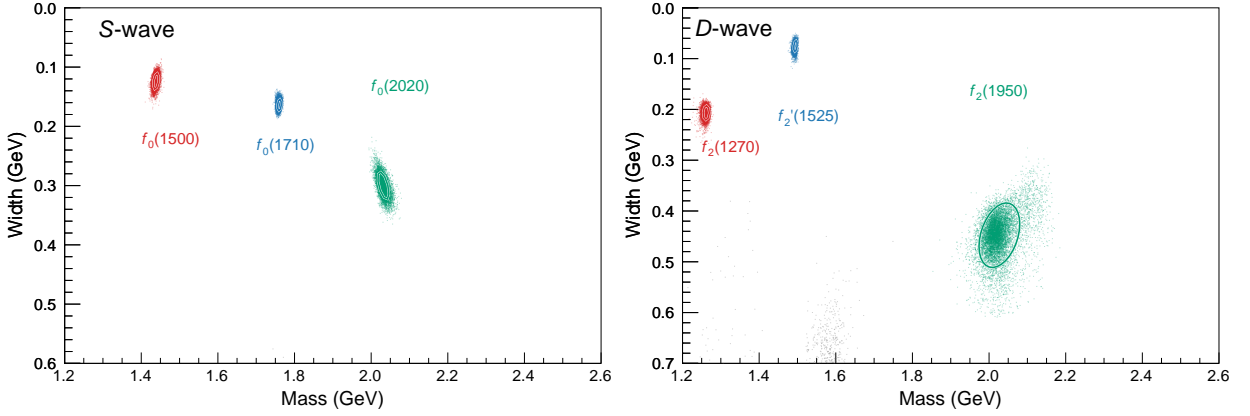 S-wave
0.0
0.1
0.2
0.3
0.4
0.5
0.6
Width (GeV)
f0(1500)
f0(1710)
f0(2020)
1.2 1.4 1.6 1.8 2.0 2.2 2.4 2.6
Mass (GeV)
D-wave
0.0
0.1
0.2
0.3
0.4
0.5
0.6
0.7
Width (GeV)
f2(1270)
f2'(1525)
f2(1950)
1.2 1.4 1.6 1.8 2.0 2.2 2.4 2.6
Mass (GeV)